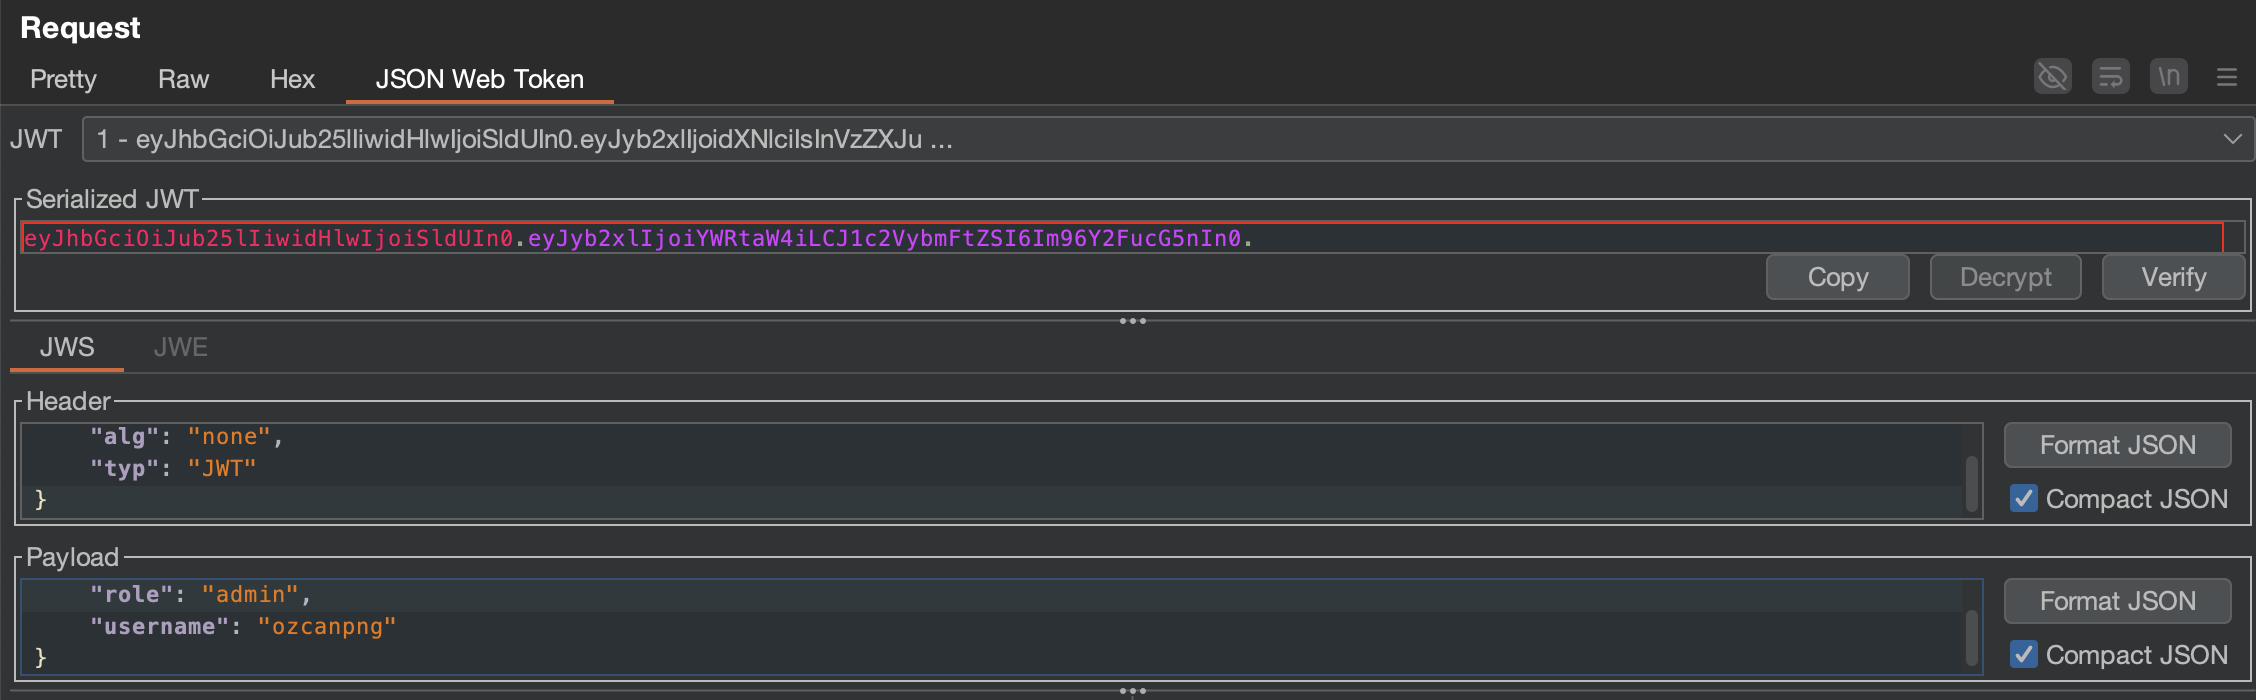 Request
Pretty Raw Hex JSON Web Token \n
JWT 1 - eyJhbGciOiJub25lIiwidHlwIjoiSldUIn0.eyJyb2xlIjoidXNlciIsInVzZXJu ...
Serialized JWT
eyJhbGciOiJub25lIiwidHlwIjoiSldUIn0.eyJyb2xlIjoiYWRtaW4iLCJ1c2VybmFtZSI6Im96Y2FucG5nIn0.
Copy Decrypt Verify
JWS JWE
Header
"alg": "none",
"typ": "JWT"
}
Format JSON
Compact JSON
Payload
"role": "admin",
"username": "ozcanpng"
}
Format JSON
Compact JSON